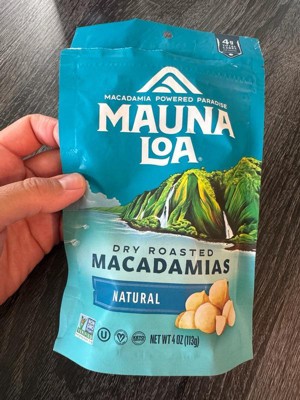 MACADAMIA POWERED PARADISE
MAUNA
LOA®
DRY ROASTED
MACADAMIAS
NATURAL
NET WT 4 OZ (113g)